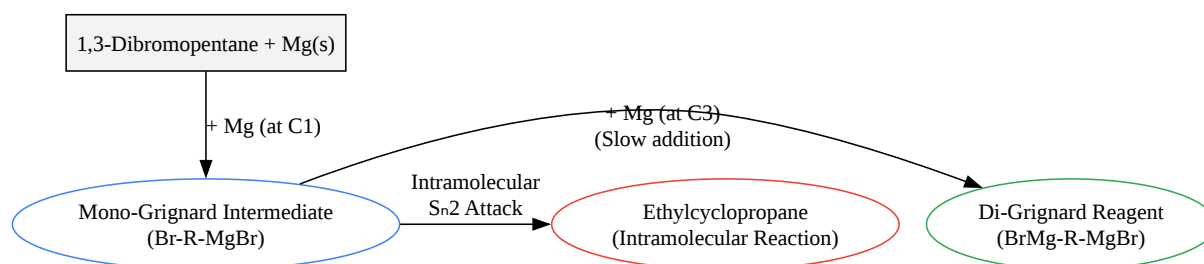 1,3-Dibromopentane + Mg(s)
+ Mg (at C1)
+ Mg (at C3)
(Slow addition)
Intramolecular
Sₙ2 Attack
Mono-Grignard Intermediate
(Br-R-MgBr)
Ethylcyclopropane
(Intramolecular Reaction)
Di-Grignard Reagent
(BrMg-R-MgBr)